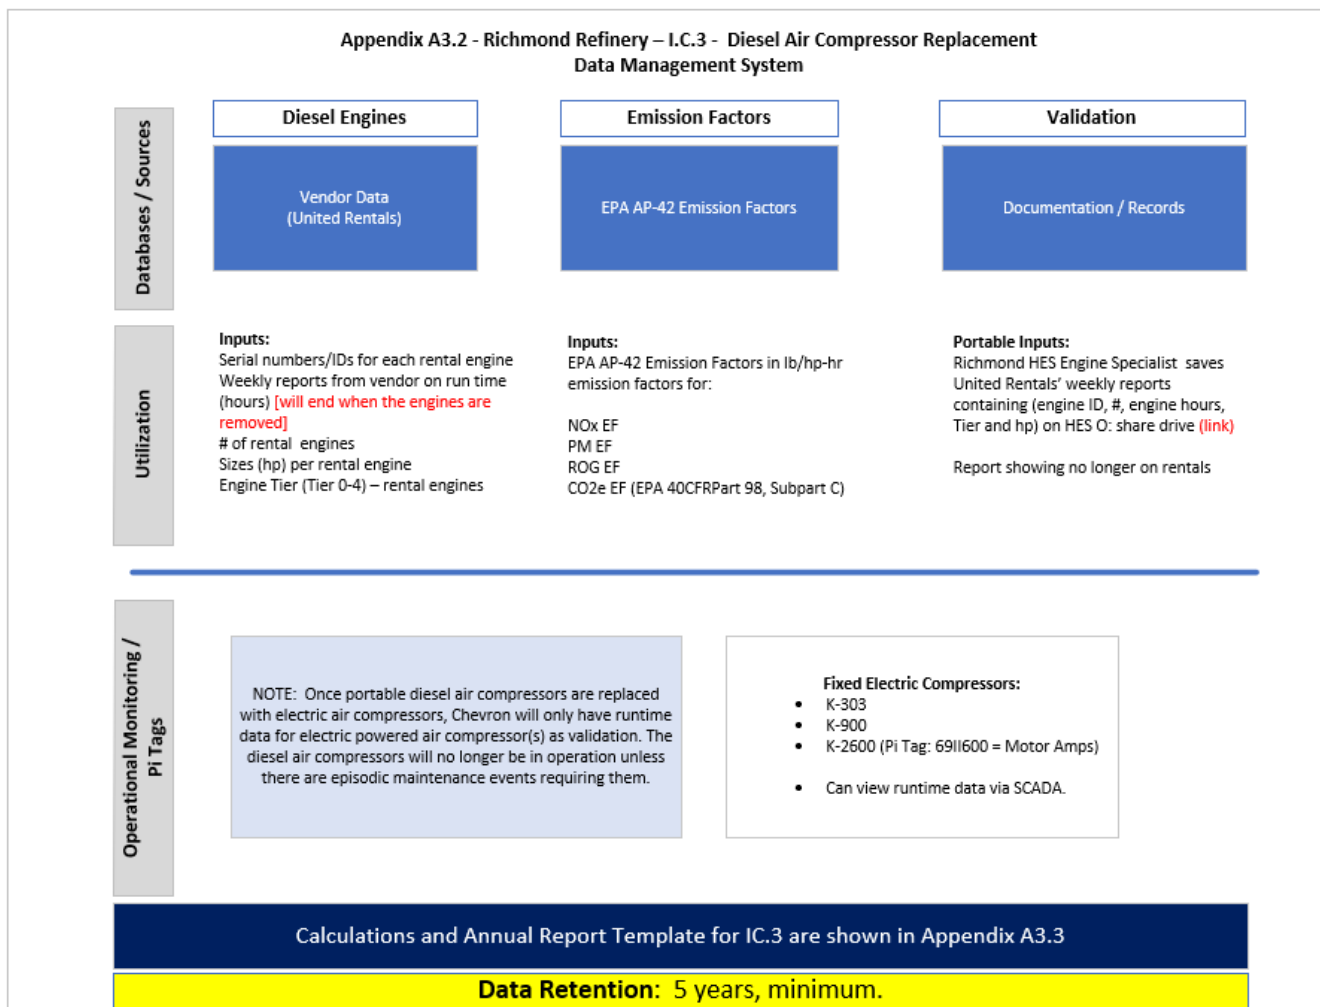 Appendix A3.2 - Richmond Refinery – I.C.3 - Diesel Air Compressor Replacement
Data Management System
Databases / Sources
Diesel Engines
Vendor Data
(United Rentals)
Emission Factors
EPA AP-42 Emission Factors
Validation
Documentation / Records
Utilization
Inputs:
Serial numbers/IDs for each rental engine
Weekly reports from vendor on run time
(hours) [will end when the engines are
removed]
# of rental engines
Sizes (hp) per rental engine
Engine Tier (Tier 0-4) – rental engines
Inputs:
EPA AP-42 Emission Factors in lb/hp-hr
emission factors for:
NOx EF
PM EF
ROG EF
CO2e EF (EPA 40CFRPart 98, Subpart C)
Portable Inputs:
Richmond HES Engine Specialist saves
United Rentals’ weekly reports
containing (engine ID, #, engine hours,
Tier and hp) on HES O: share drive (link)
Report showing no longer on rentals
Operational Monitoring /
Pi Tags
NOTE: Once portable diesel air compressors are replaced
with electric air compressors, Chevron will only have runtime
data for electric powered air compressor(s) as validation. The
diesel air compressors will no longer be in operation unless
there are episodic maintenance events requiring them.
Fixed Electric Compressors:
• K-303
• K-900
• K-2600 (Pi Tag: 69II600 = Motor Amps)
• Can view runtime data via SCADA.
Calculations and Annual Report Template for IC.3 are shown in Appendix A3.3
Data Retention: 5 years, minimum.